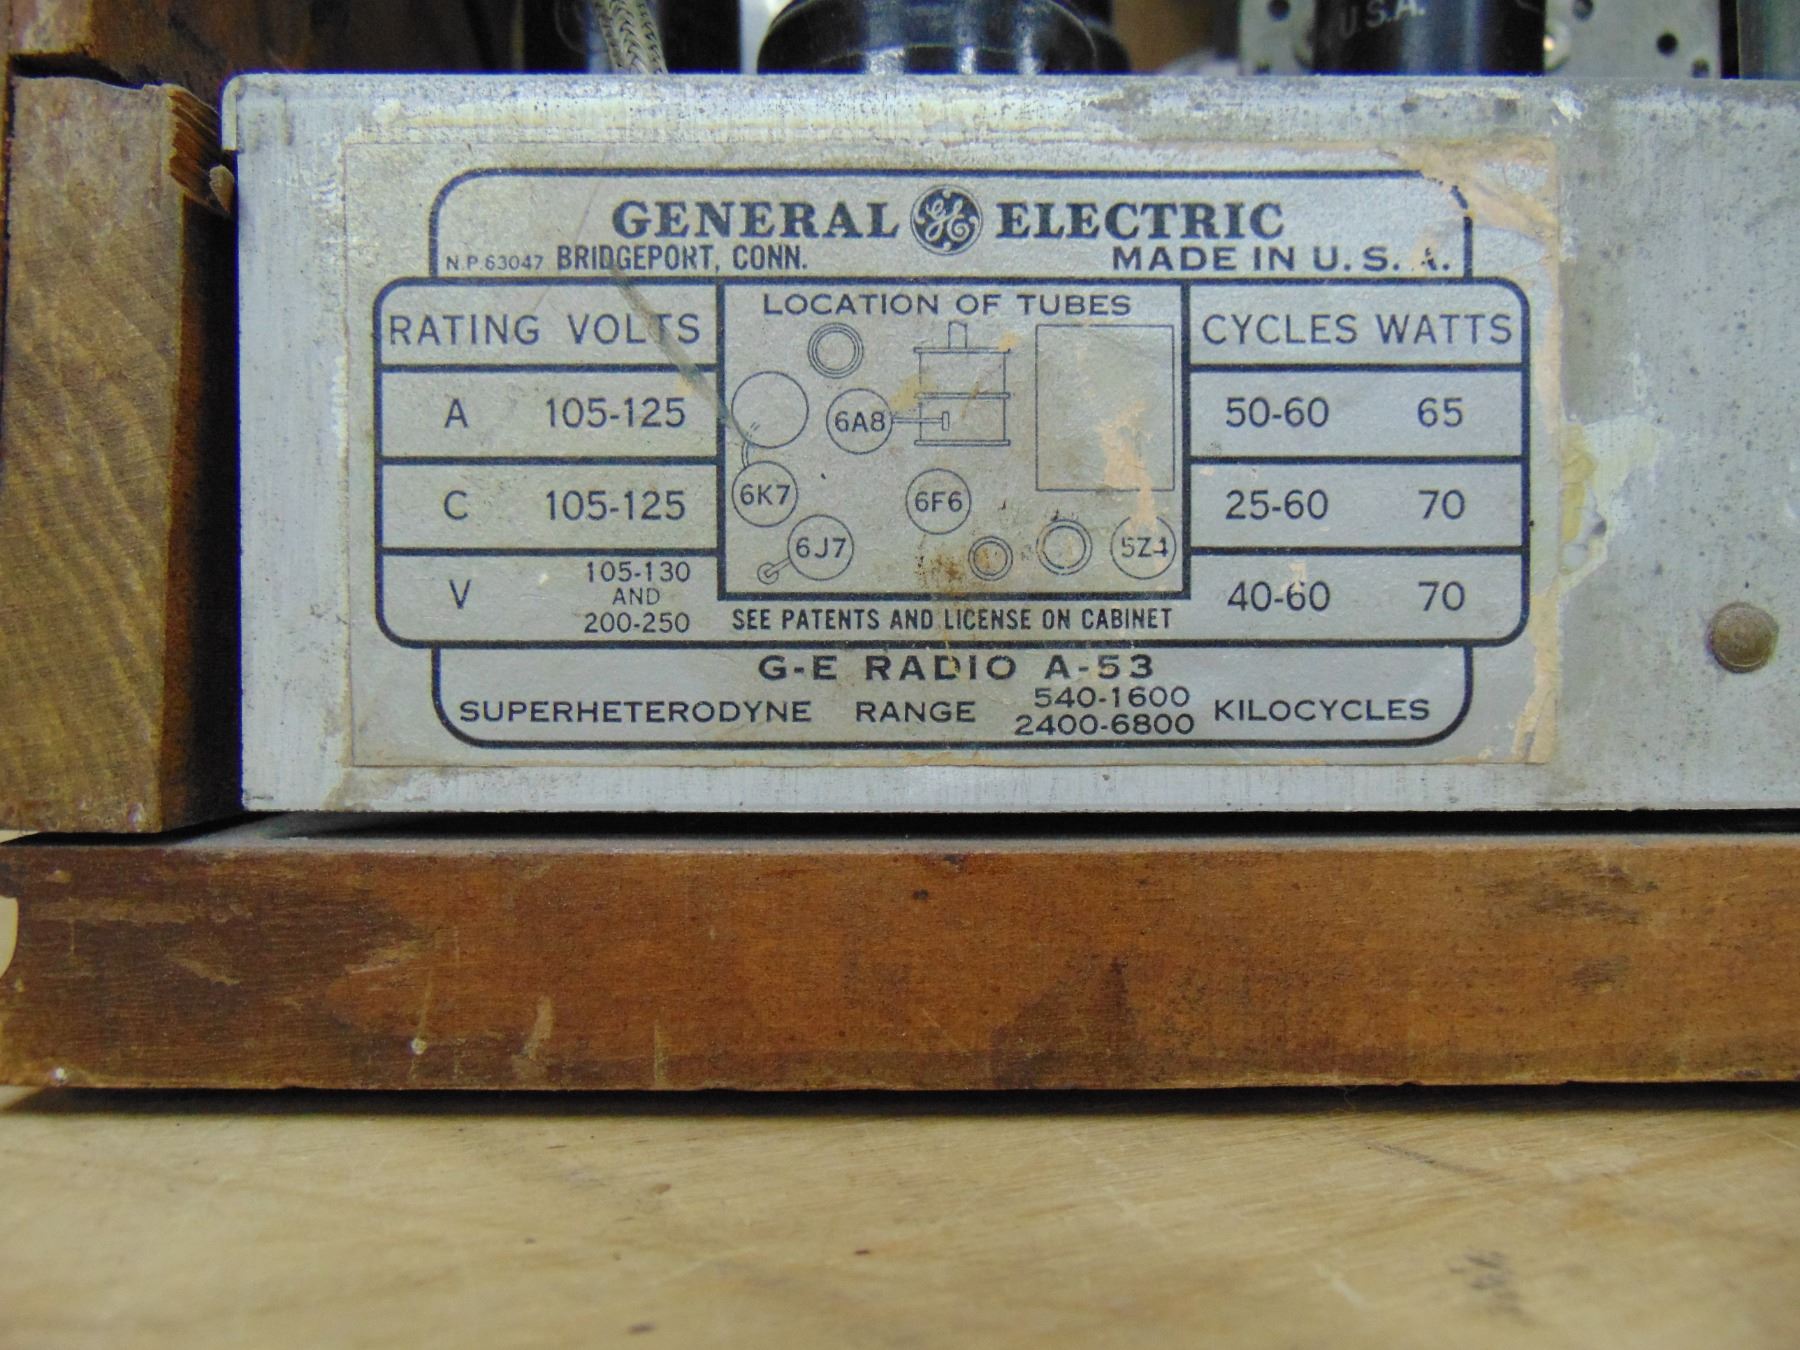 U.S.A.
GENERAL GE ELECTRIC
N.P.63047 BRIDGEPORT, CONN. MADE IN U.S.A.
RATING VOLTS
A 105-125
C 105-125
V 105-130
AND
200-250
LOCATION OF TUBES
6A8
6K7
6F6
6J7
5Z4
SEE PATENTS AND LICENSE ON CABINET
CYCLES WATTS
50-60 65
25-60 70
40-60 70
G-E RADIO A-53
SUPERHETERODYNE RANGE 540-1600 KILOCYCLES
2400-6800